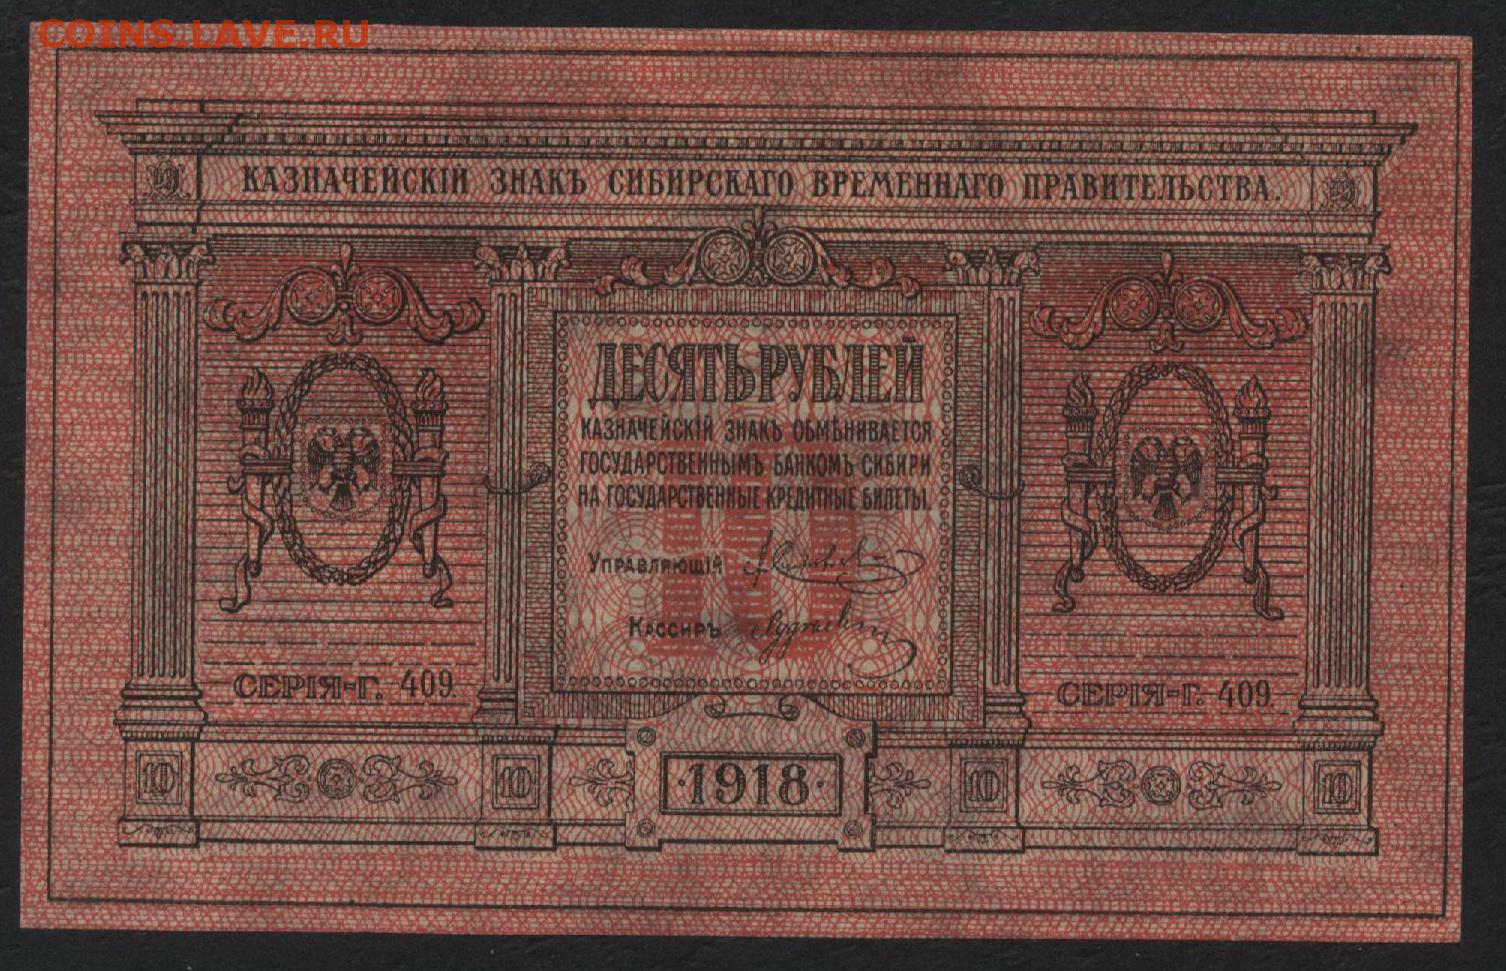 COINS.LAVE.RU
КАЗНАЧЕЙСКІЙ ЗНАКЪ СИБИРСКАГО ВРЕМЕННАГО ПРАВИТЕЛЬСТВА.
ДЕСЯТЬ РУБЛЕЙ
КАЗНАЧЕЙСКІЙ ЗНАКЪ ОБМѢНИВАЕТСЯ
ГОСУДАРСТВЕННЫМЪ БАНКОМЪ СИБИРИ
НА ГОСУДАРСТВЕННЫЕ КРЕДИТНЫЕ БИЛЕТЫ.
10
УПРАВЛЯЮЩІЙ
КАССИРЪ
СЕРІЯ-Г. 409.
СЕРІЯ-Г. 409.
10
10
·1918·
10
10